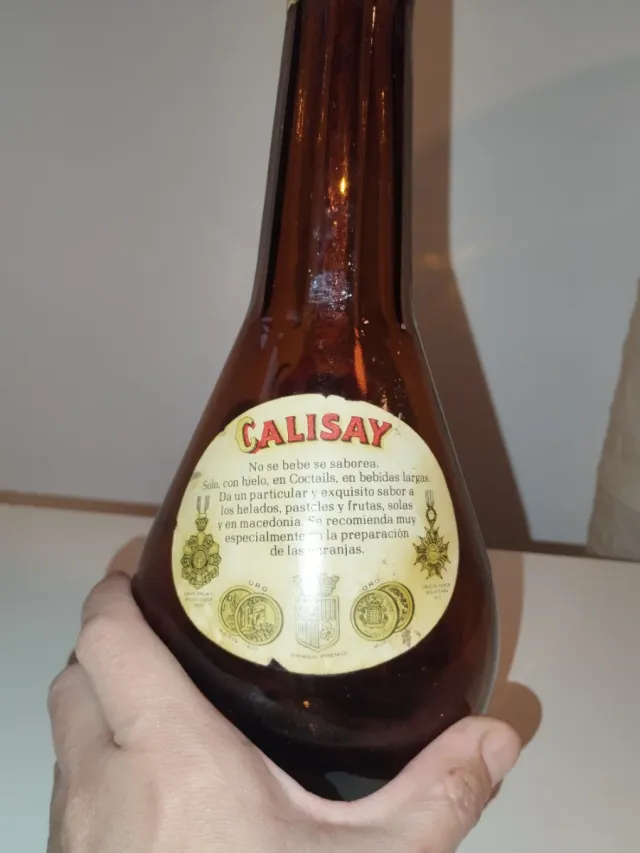 CALISAY
No se bebe se saborea.
Solo, con hielo, en Coctails, en bebidas largas.
Da un particular y exquisito sabor a
los helados, pasteles y frutas, solas
y en macedonia. Se recomienda muy
especialmente la preparación
de las naranjas.
ORO
ORO